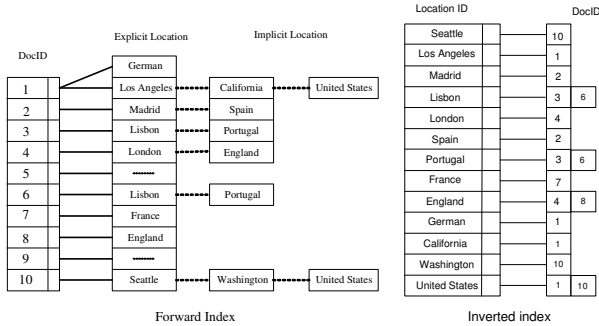 Explicit Location Implicit Location
DocID
German
1 Los Angeles California United States
2 Madrid Spain
3 Lisbon Portugal
4 London England
5 --------
6 Lisbon Portugal
7 France
8 England
9 --------
10 Seattle Washington United States
Forward Index
Location ID DocID
Seattle 10
Los Angeles 1
Madrid 2
Lisbon 3 6
London 4
Spain 2
Portugal 3 6
France 7
England 4 8
German 1
California 1
Washington 10
United States 1 10
Inverted index